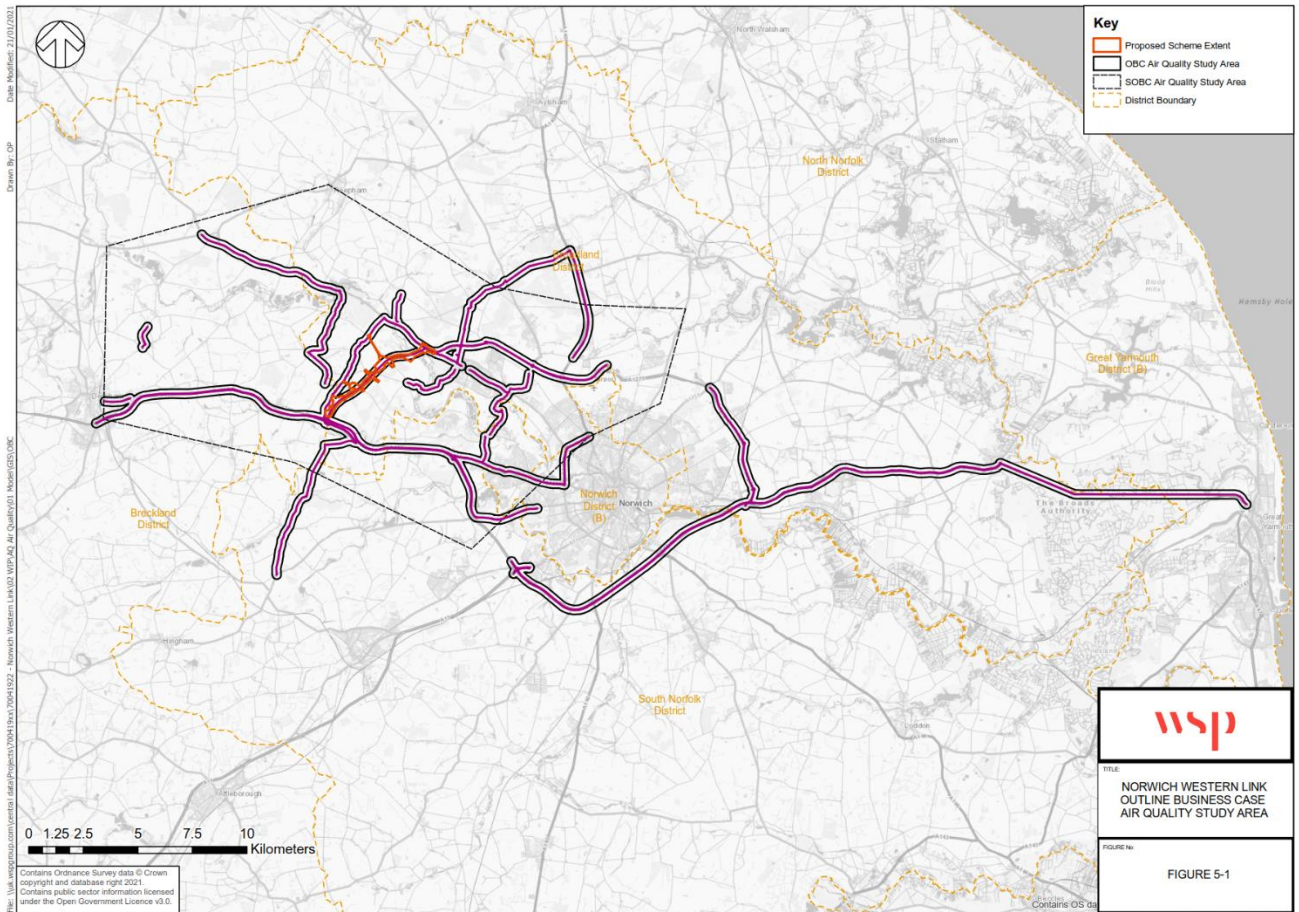 Date Modified: 21/01/2021
Drawn By: OP
Key
Proposed Scheme Extent
OBC Air Quality Study Area
SOBC Air Quality Study Area
District Boundary
North Walsham
Aylsham
Stalham
North Norfolk
District
Hemsby Hole
Great Yarmouth
District (B)
Norwich
District
(B)
Norwich
The Broads
Authority
Breckland
District
Hingham
South Norfolk
District
Loddon
Attleborough
Beccles
0 1.25 2.5 5 7.5 10
Kilometers
Contains Ordnance Survey data © Crown
copyright and database right 2021.
Contains public sector information licensed
under the Open Government Licence v3.0.
Contains OS da
wsp
TITLE:
NORWICH WESTERN LINK
OUTLINE BUSINESS CASE
AIR QUALITY STUDY AREA
FIGURE No
FIGURE 5-1